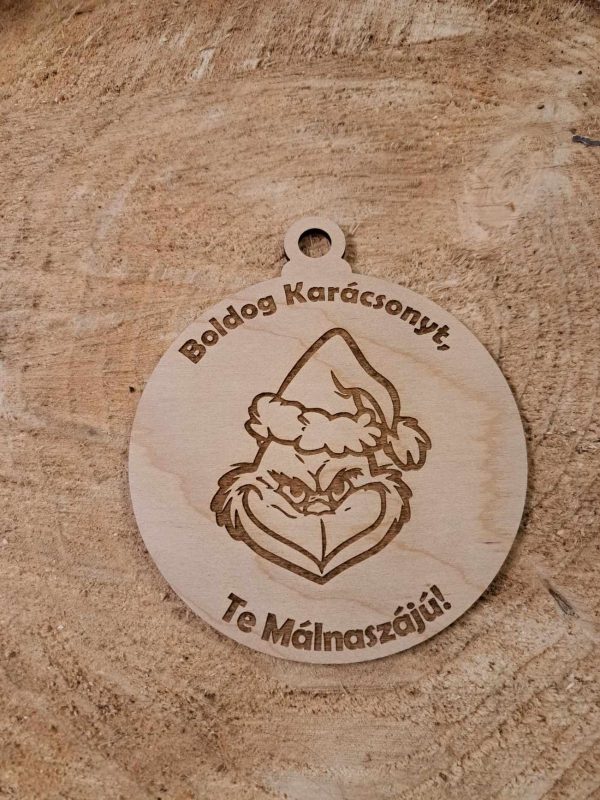 Boldog Karácsonyt,
Te Málnaszájú!